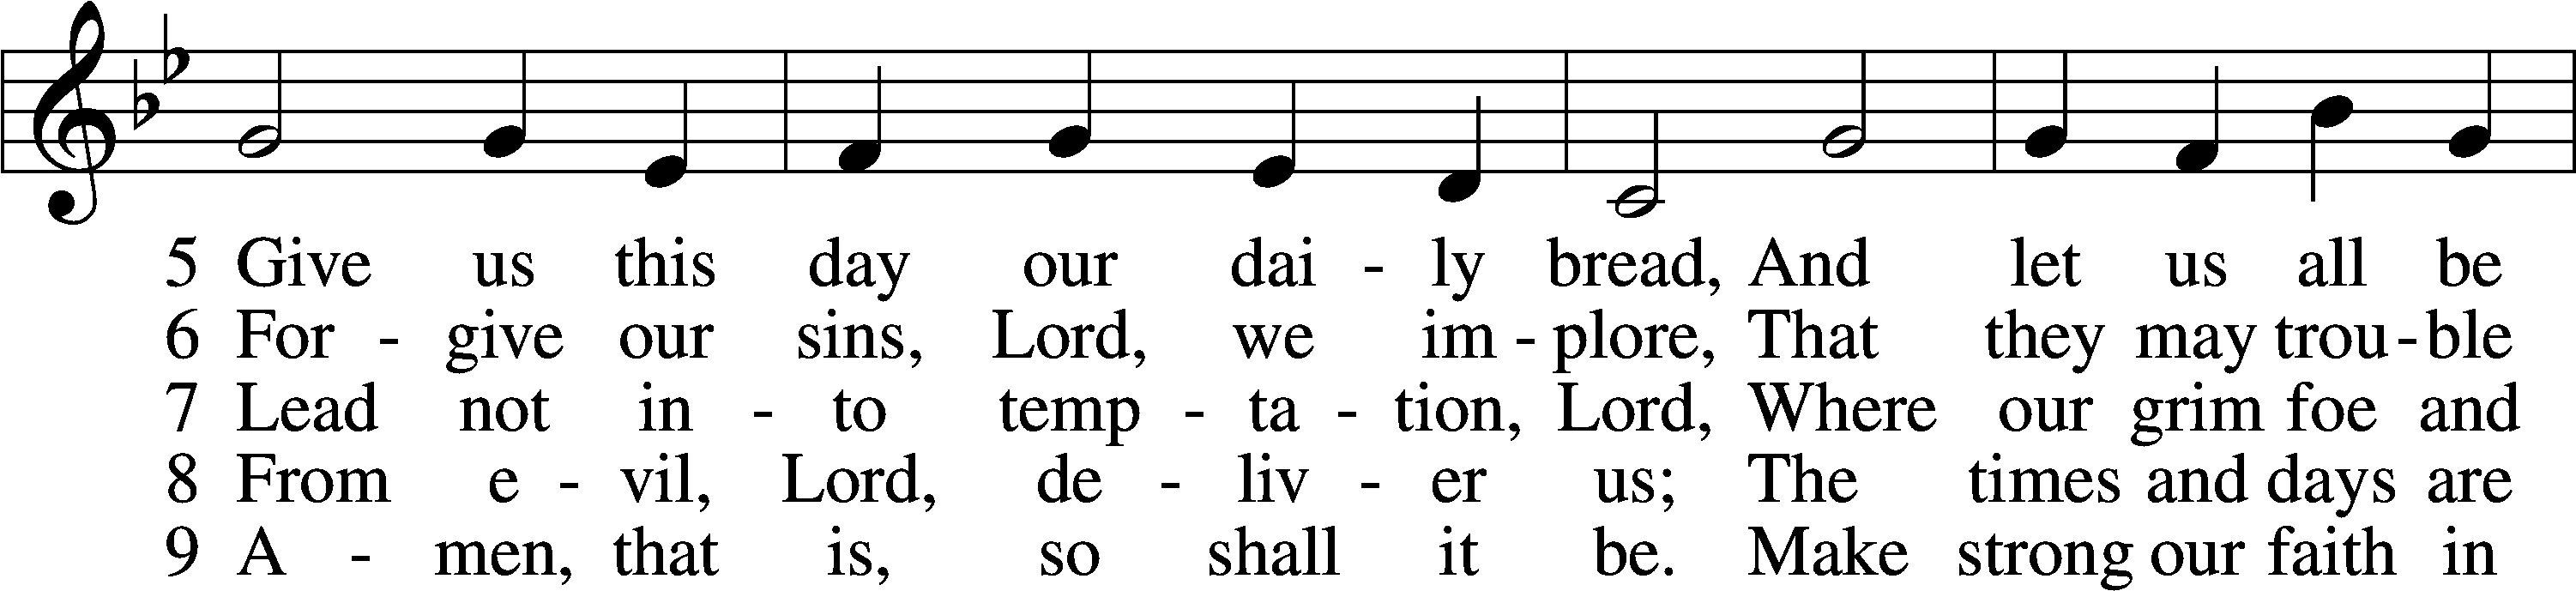 5 Give us this day our dai - ly bread, And let us all be
6 For - give our sins, Lord, we im - plore, That they may trou - ble
7 Lead not in - to temp - ta - tion, Lord, Where our grim foe and
8 From e - vil, Lord, de - liv - er us; The times and days are
9 A - men, that is, so shall it be. Make strong our faith in